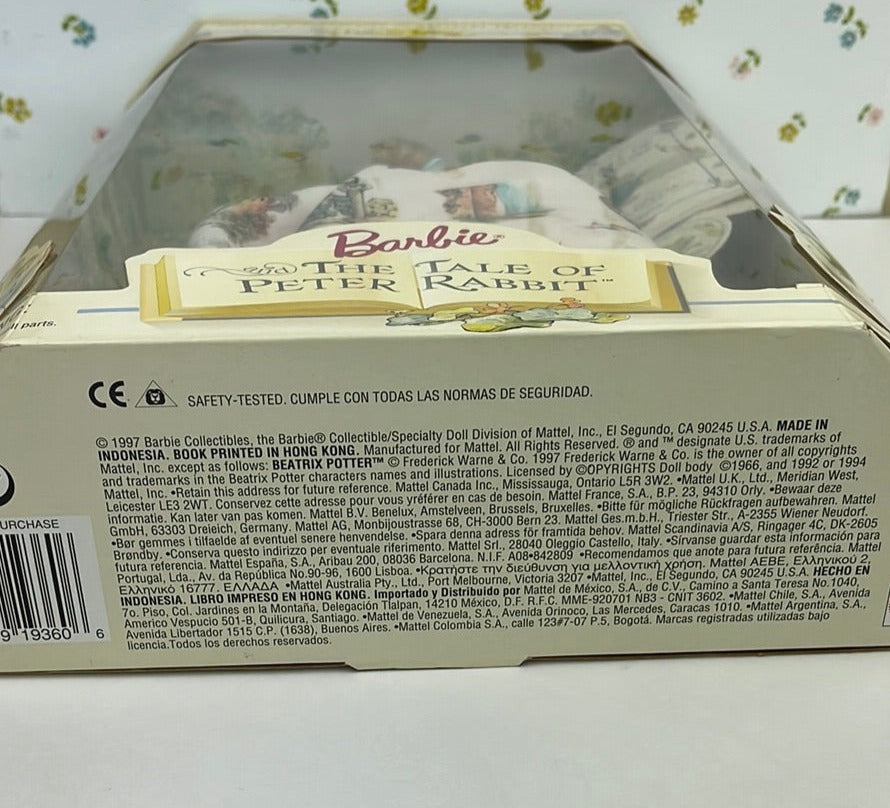 Barbie®
and THE TALE OF
PETER RABBIT™
ll parts.
CE SAFETY-TESTED. CUMPLE CON TODAS LAS NORMAS DE SEGURIDAD.
© 1997 Barbie Collectibles, the Barbie® Collectible/Specialty Doll Division of Mattel, Inc., El Segundo, CA 90245 U.S.A. MADE IN
INDONESIA. BOOK PRINTED IN HONG KONG. Manufactured for Mattel. All Rights Reserved. ® and ™ designate U.S. trademarks of
Mattel, Inc. except as follows: BEATRIX POTTER™ © Frederick Warne & Co. 1997 Frederick Warne & Co. is the owner of all copyrights
and trademarks in the Beatrix Potter characters names and illustrations. Licensed by ©OPYRIGHTS Doll body ©1966, and 1992 or 1994
Mattel, Inc. •Retain this address for future reference. Mattel Canada Inc., Mississauga, Ontario L5R 3W2. •Mattel U.K., Ltd., Meridian West,
Leicester LE3 2WT. Conservez cette adresse pour vous y référer en cas de besoin. Mattel France, S.A., B.P. 23, 94310 Orly. •Bewaar deze
informatie. Kan later van pas komen. Mattel B.V. Benelux, Amstelveen, Brussels, Bruxelles. •Bitte für mögliche Rückfragen aufbewahren. Mattel
GmbH, 63303 Dreieich, Germany. Mattel AG, Monbijoustrasse 68, CH-3000 Bern 23. Mattel Ges.m.b.H., Triester Str., A-2355 Wiener Neudorf.
•Bør gemmes i tilfælde af eventuel senere henvendelse. •Spara denna adress för framtida behov. Mattel Scandinavia A/S, Ringager 4C, DK-2605
Brøndby. •Conserva questo indirizzo per eventuale riferimento. Mattel Srl., 28040 Oleggio Castello, Italy. •Sírvanse guardar esta información para
futura referencia. Mattel España, S.A., Aribau 200, 08036 Barcelona. N.I.F. A08•842809 •Recomendamos que anote para futura referência. Mattel
Portugal, Lda., Av. da República No.90-96, 1600 Lisboa. •Κρατήστε την διεύθυνση για μελλοντική χρήση. Mattel AEBE, Ελληνικού 2,
Ελληνικό 16777. ΕΛΛΑΔΑ •Mattel Australia Pty., Ltd., Port Melbourne, Victoria 3207 •Mattel, Inc., El Segundo, CA 90245 U.S.A. HECHO EN
INDONESIA. LIBRO IMPRESO EN HONG KONG. Importado y Distribuido por Mattel de México, S.A., de C.V., Camino a Santa Teresa No.1040,
7o. Piso, Col. Jardines en la Montaña, Delegación Tlalpan, 14210 México, D.F. R.F.C. MME-920701 NB3 - CNIT 3602. •Mattel Chile, S.A., Avenida
Americo Vespucio 501-B, Quilicura, Santiago. •Mattel de Venezuela, S.A., Avenida Orinoco, Las Mercedes, Caracas 1010. •Mattel Argentina, S.A.,
Avenida Libertador 1515 C.P. (1638), Buenos Aires. •Mattel Colombia S.A., calle 123#7-07 P.5, Bogotá. Marcas registradas utilizadas bajo
licencia.Todos los derechos reservados.
URCHASE
9 19360 6